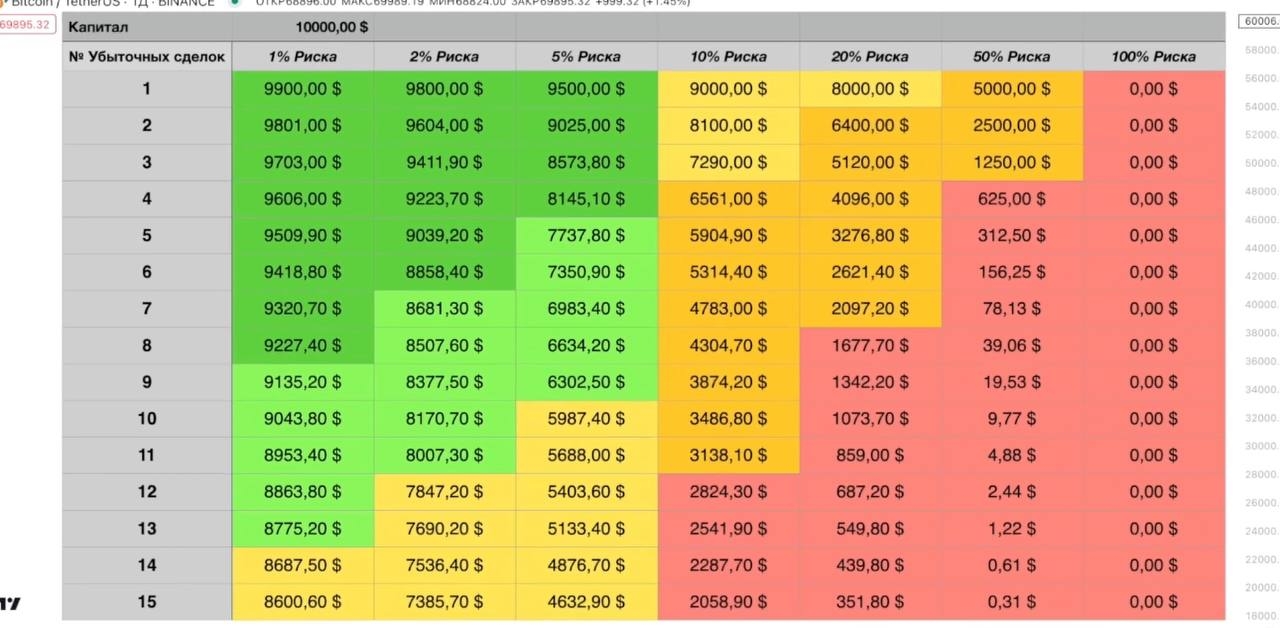 Bitcoin / TetherUS · 1Д · BINANCE ОТКР68896.00 МАКС69989.19 МИН68824.00 ЗАКР69895.32 +999.32 (+1.45%)
69895.32
Капитал 10000,00 $
№ Убыточных сделок 1% Риска 2% Риска 5% Риска 10% Риска 20% Риска 50% Риска 100% Риска
1 9900,00 $ 9800,00 $ 9500,00 $ 9000,00 $ 8000,00 $ 5000,00 $ 0,00 $
2 9801,00 $ 9604,00 $ 9025,00 $ 8100,00 $ 6400,00 $ 2500,00 $ 0,00 $
3 9703,00 $ 9411,90 $ 8573,80 $ 7290,00 $ 5120,00 $ 1250,00 $ 0,00 $
4 9606,00 $ 9223,70 $ 8145,10 $ 6561,00 $ 4096,00 $ 625,00 $ 0,00 $
5 9509,90 $ 9039,20 $ 7737,80 $ 5904,90 $ 3276,80 $ 312,50 $ 0,00 $
6 9418,80 $ 8858,40 $ 7350,90 $ 5314,40 $ 2621,40 $ 156,25 $ 0,00 $
7 9320,70 $ 8681,30 $ 6983,40 $ 4783,00 $ 2097,20 $ 78,13 $ 0,00 $
8 9227,40 $ 8507,60 $ 6634,20 $ 4304,70 $ 1677,70 $ 39,06 $ 0,00 $
9 9135,20 $ 8377,50 $ 6302,50 $ 3874,20 $ 1342,20 $ 19,53 $ 0,00 $
10 9043,80 $ 8170,70 $ 5987,40 $ 3486,80 $ 1073,70 $ 9,77 $ 0,00 $
11 8953,40 $ 8007,30 $ 5688,00 $ 3138,10 $ 859,00 $ 4,88 $ 0,00 $
12 8863,80 $ 7847,20 $ 5403,60 $ 2824,30 $ 687,20 $ 2,44 $ 0,00 $
13 8775,20 $ 7690,20 $ 5133,40 $ 2541,90 $ 549,80 $ 1,22 $ 0,00 $
14 8687,50 $ 7536,40 $ 4876,70 $ 2287,70 $ 439,80 $ 0,61 $ 0,00 $
15 8600,60 $ 7385,70 $ 4632,90 $ 2058,90 $ 351,80 $ 0,31 $ 0,00 $
60006.
58000.
56000.
54000.
52000.
50000.
48000.
46000.
44000.
42000.
40000.
38000.
36000.
34000.
32000.
30000.
28000.
26000.
24000.
22000.
20000.
18000.